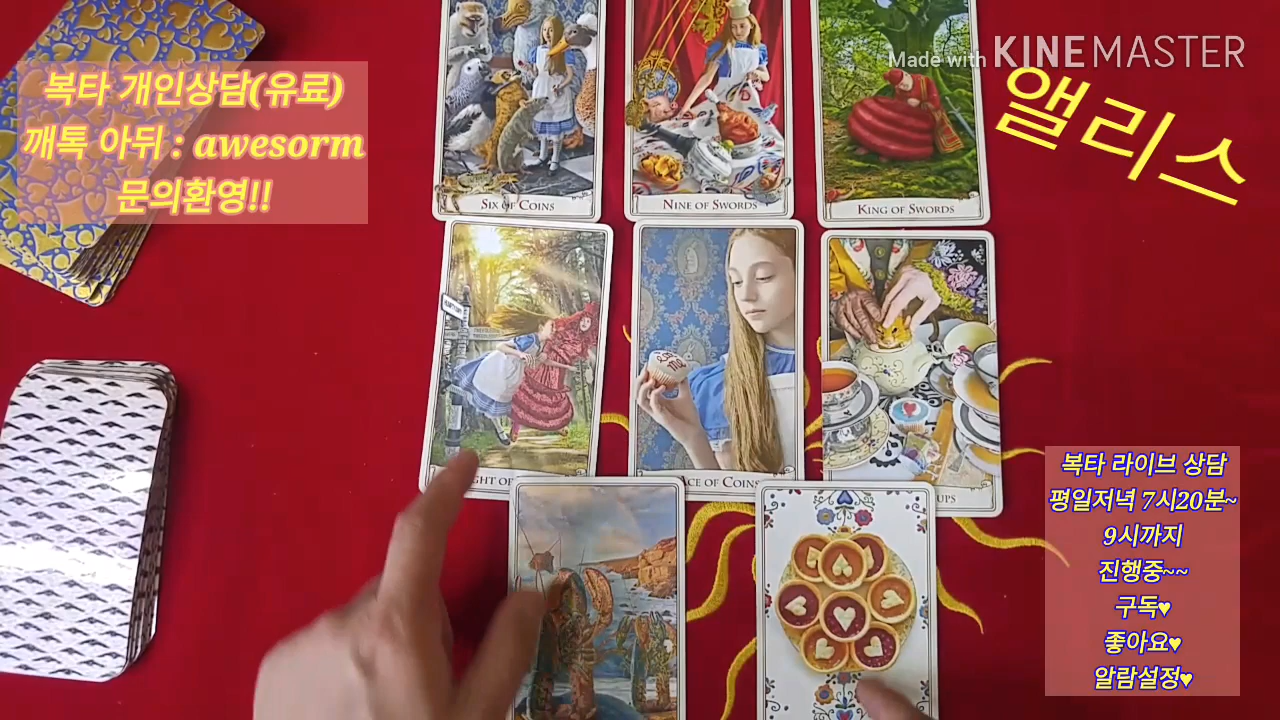 Made with KINEMASTER
복타 개인상담(유료)
깨톡 아뒤 : awesorm
문의환영!!
앨리스
SIX OF COINS
NINE OF SWORDS
KING OF SWORDS
ACE OF COINS
복타 라이브 상담
평일저녁 7시20분~
9시까지
진행중~~
구독♥
좋아요♥
알람설정♥